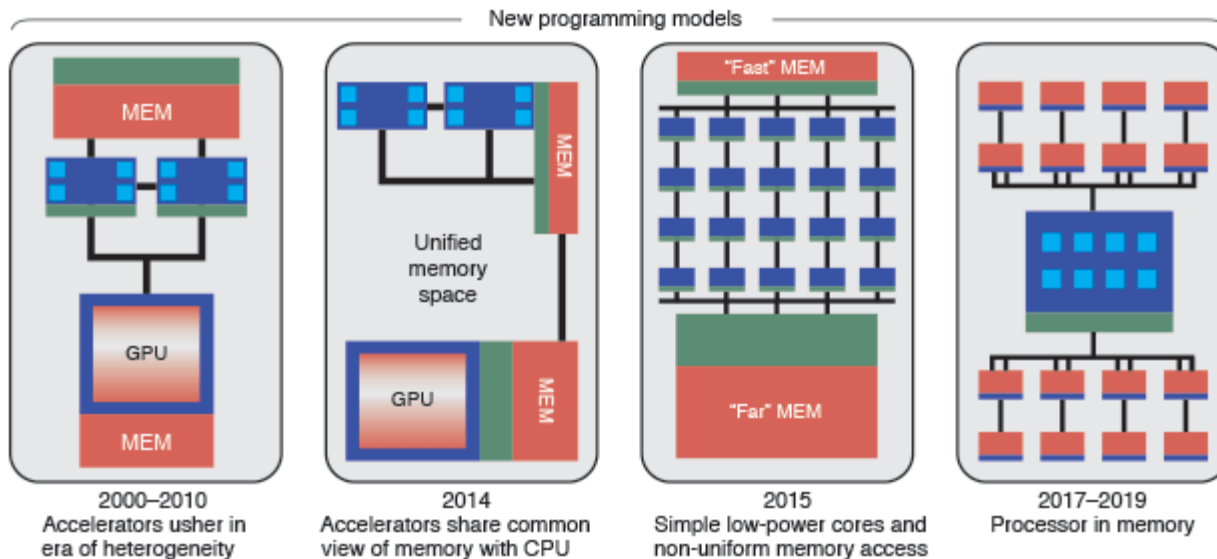 New programming models
MEM
GPU
MEM
2000–2010
Accelerators usher in
era of heterogeneity
MEM
Unified
memory
space
GPU
MEM
2014
Accelerators share common
view of memory with CPU
"Fast" MEM
"Far" MEM
2015
Simple low-power cores and
non-uniform memory access
2017–2019
Processor in memory